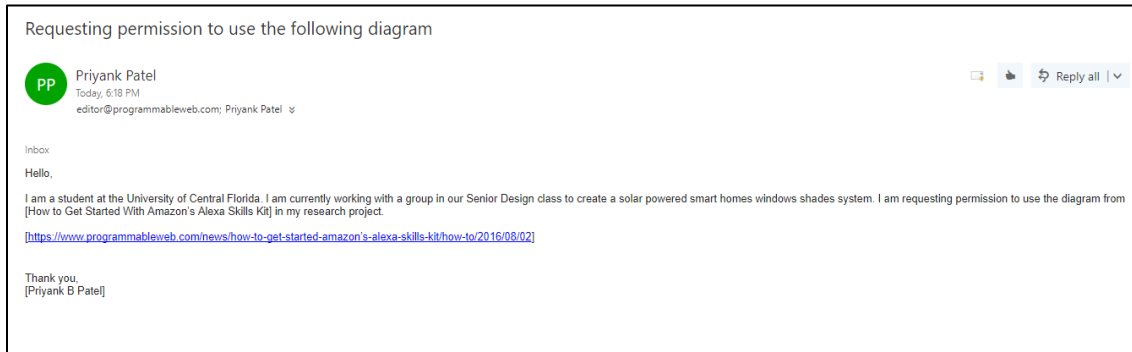 Requesting permission to use the following diagram
PP
Priyank Patel
Today, 6:18 PM
editor@programmableweb.com; Priyank Patel
Reply all
Inbox
Hello,
I am a student at the University of Central Florida. I am currently working with a group in our Senior Design class to create a solar powered smart homes windows shades system. I am requesting permission to use the diagram from
[How to Get Started With Amazon's Alexa Skills Kit] in my research project.
[https://www.programmableweb.com/news/how-to-get-started-amazon's-alexa-skills-kit/how-to/2016/08/02]
Thank you,
[Priyank B Patel]